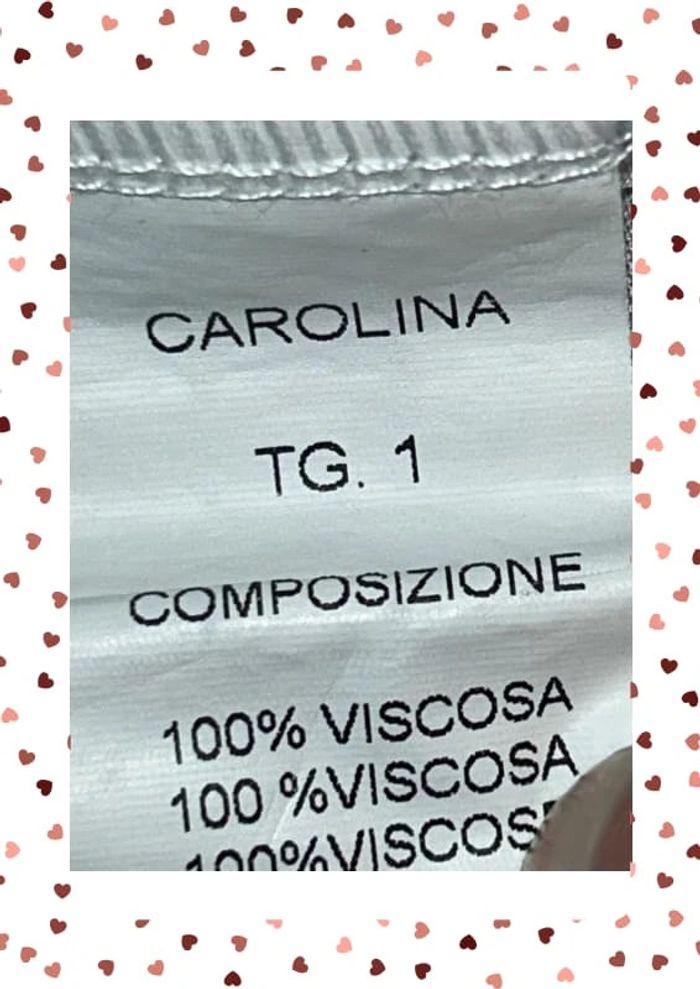 CAROLINA
TG. 1
COMPOSIZIONE
100% VISCOSA
100 %VISCOSA